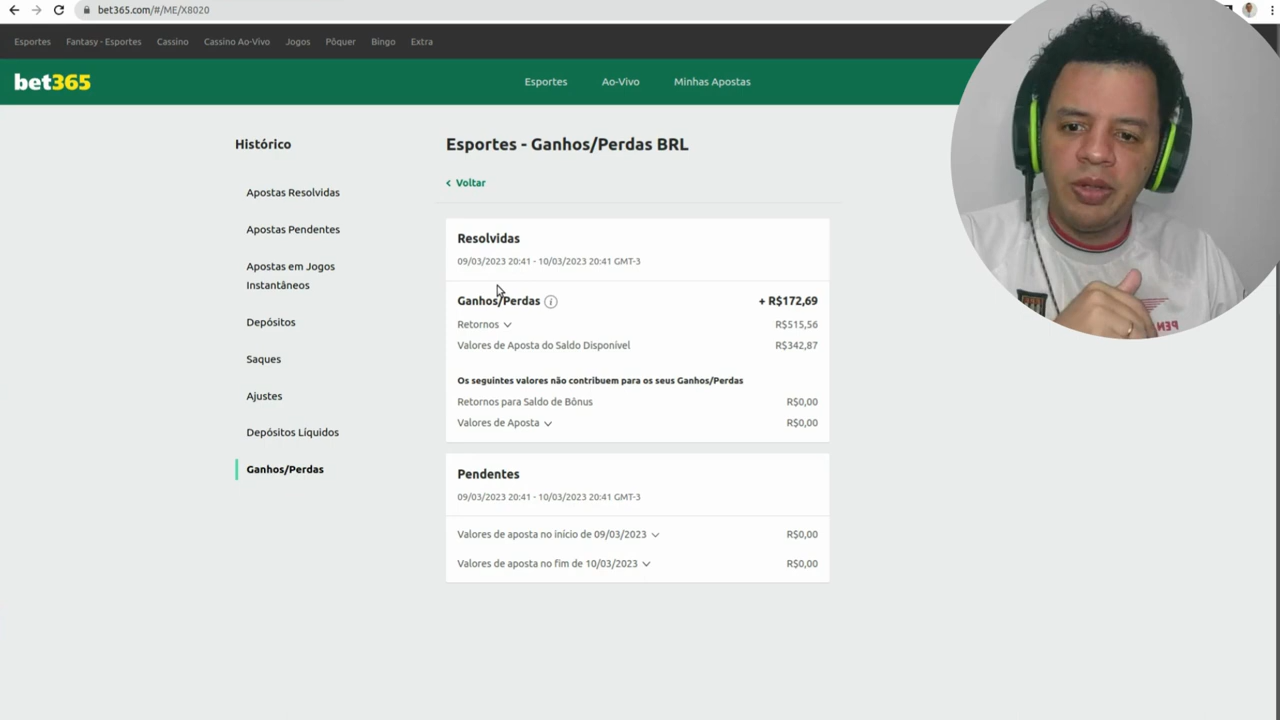 bet365.com/#/ME/X8020
Esportes Fantasy - Esportes Cassino Cassino Ao-Vivo Jogos Pôquer Bingo Extra
bet365 Esportes Ao-Vivo Minhas Apostas
Histórico
Apostas Resolvidas
Apostas Pendentes
Apostas em Jogos
Instantâneos
Depósitos
Saques
Ajustes
Depósitos Líquidos
Ganhos/Perdas
Esportes - Ganhos/Perdas BRL
Voltar
Resolvidas
09/03/2023 20:41 - 10/03/2023 20:41 GMT-3
Ganhos/Perdas + R$172,69
Retornos R$515,56
Valores de Aposta do Saldo Disponível R$342,87
Os seguintes valores não contribuem para os seus Ganhos/Perdas
Retornos para Saldo de Bônus R$0,00
Valores de Aposta R$0,00
Pendentes
09/03/2023 20:41 - 10/03/2023 20:41 GMT-3
Valores de aposta no início de 09/03/2023 R$0,00
Valores de aposta no fim de 10/03/2023 R$0,00